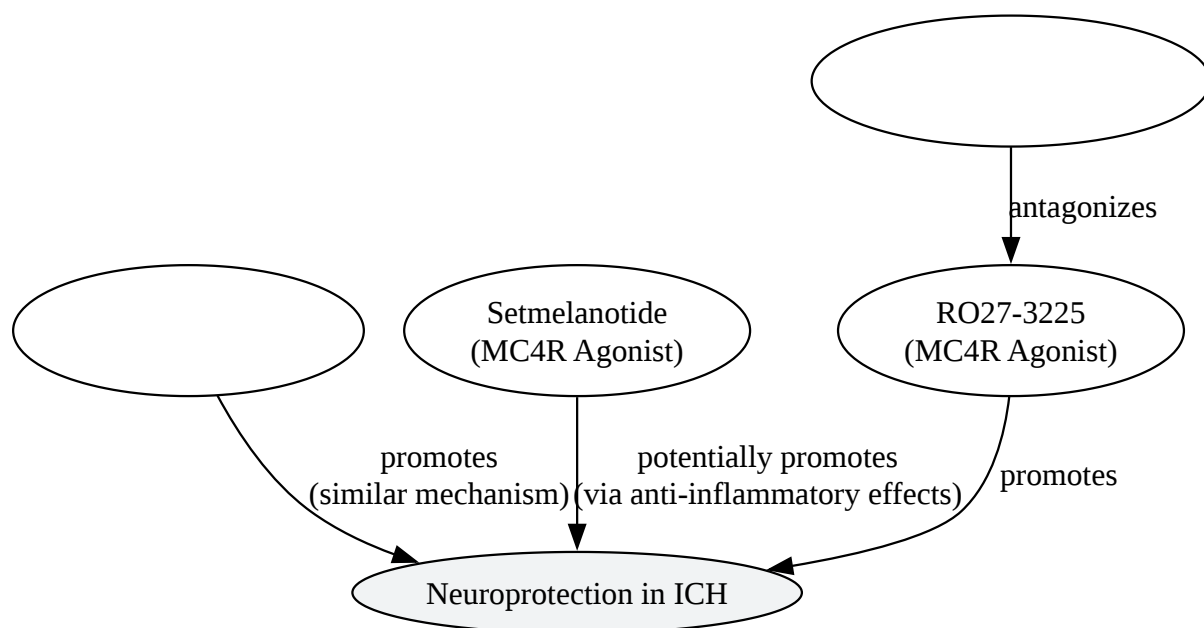 antagonizes
Setmelanotide
(MC4R Agonist)
RO27-3225
(MC4R Agonist)
promotes
(similar mechanism)
potentially promotes
(via anti-inflammatory effects)
promotes
Neuroprotection in ICH